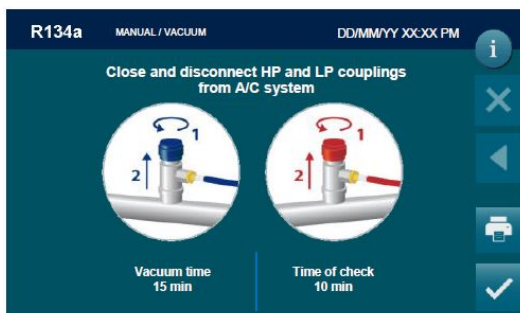 R134a MANUAL / VACUUM DD/MM/YY XX:XX PM
i
Close and disconnect HP and LP couplings
from A/C system
1
2
1
2
Vacuum time
15 min
Time of check
10 min